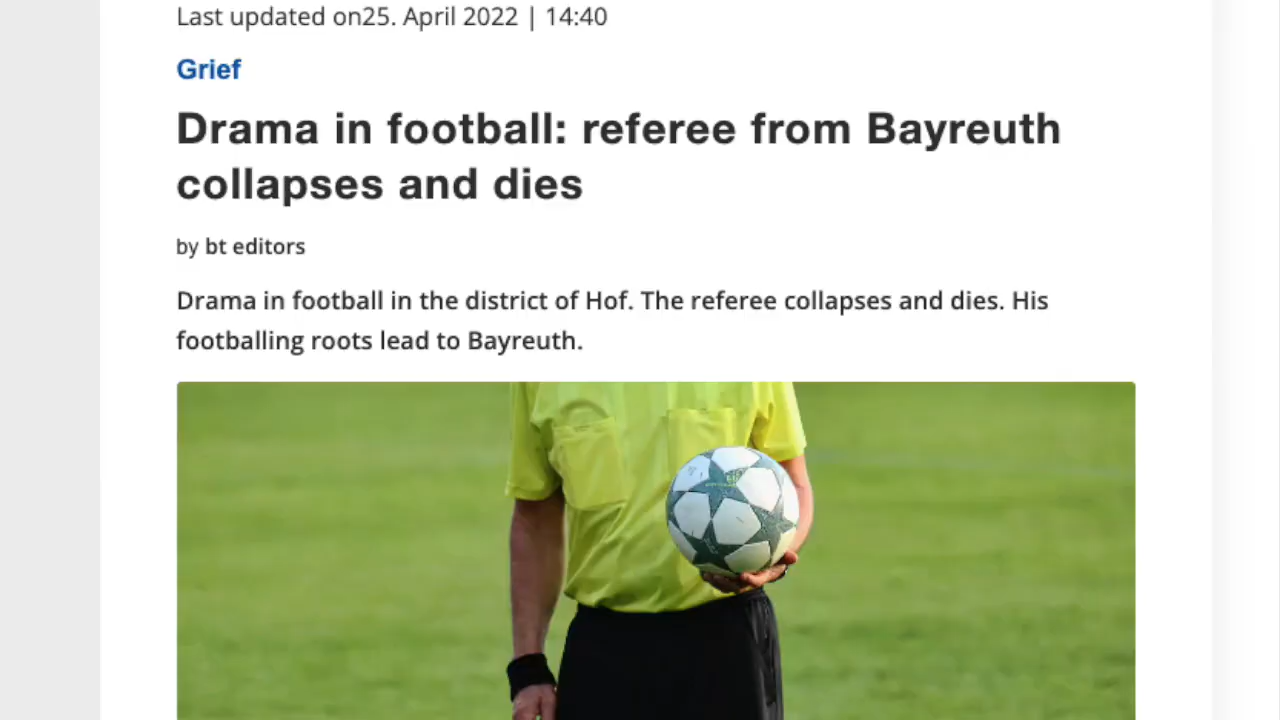 Last updated on25. April 2022 | 14:40
Grief
Drama in football: referee from Bayreuth
collapses and dies
by bt editors
Drama in football in the district of Hof. The referee collapses and dies. His
footballing roots lead to Bayreuth.